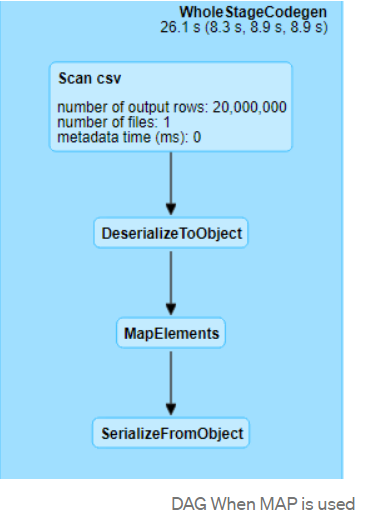 WholeStageCodegen
26.1 s (8.3 s, 8.9 s, 8.9 s)
Scan csv
number of output rows: 20,000,000
number of files: 1
metadata time (ms): 0
DeserializeToObject
MapElements
SerializeFromObject
DAG When MAP is used